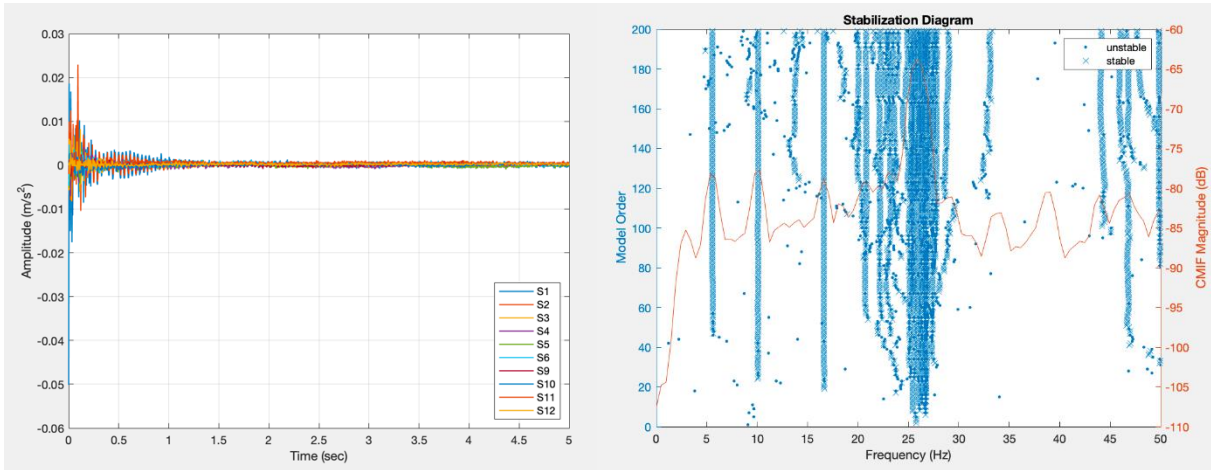 0.03
0.02
0.01
0
-0.01
-0.02
-0.03
-0.04
-0.05
-0.06
Amplitude (m/s²)
0 0.5 1 1.5 2 2.5 3 3.5 4 4.5 5
Time (sec)
S1
S2
S3
S4
S5
S6
S9
S10
S11
S12
Stabilization Diagram
200
180
160
140
120
100
80
60
40
20
0
Model Order
unstable
stable
0 5 10 15 20 25 30 35 40 45 50
Frequency (Hz)
-60
-65
-70
-75
-80
-85
-90
-95
-100
-105
-110
CMIF Magnitude (dB)